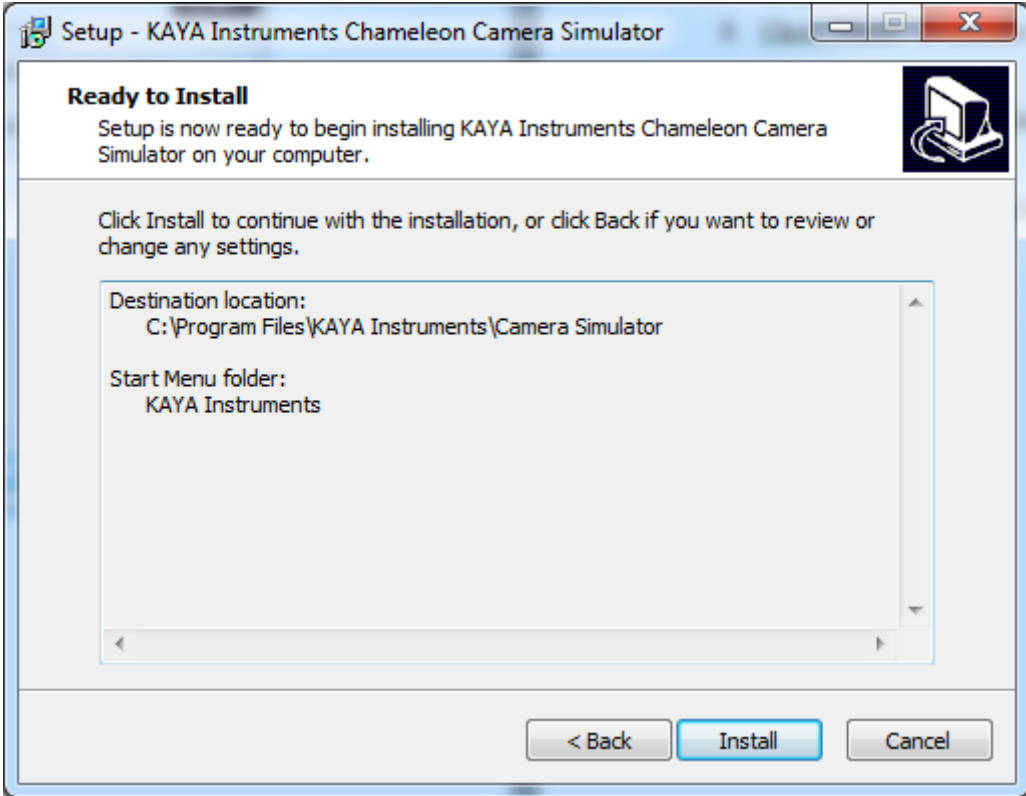 Setup - KAYA Instruments Chameleon Camera Simulator
Ready to Install
Setup is now ready to begin installing KAYA Instruments Chameleon Camera
Simulator on your computer.
Click Install to continue with the installation, or click Back if you want to review or
change any settings.
Destination location:
C:\Program Files\KAYA Instruments\Camera Simulator
Start Menu folder:
KAYA Instruments
< Back
Install
Cancel